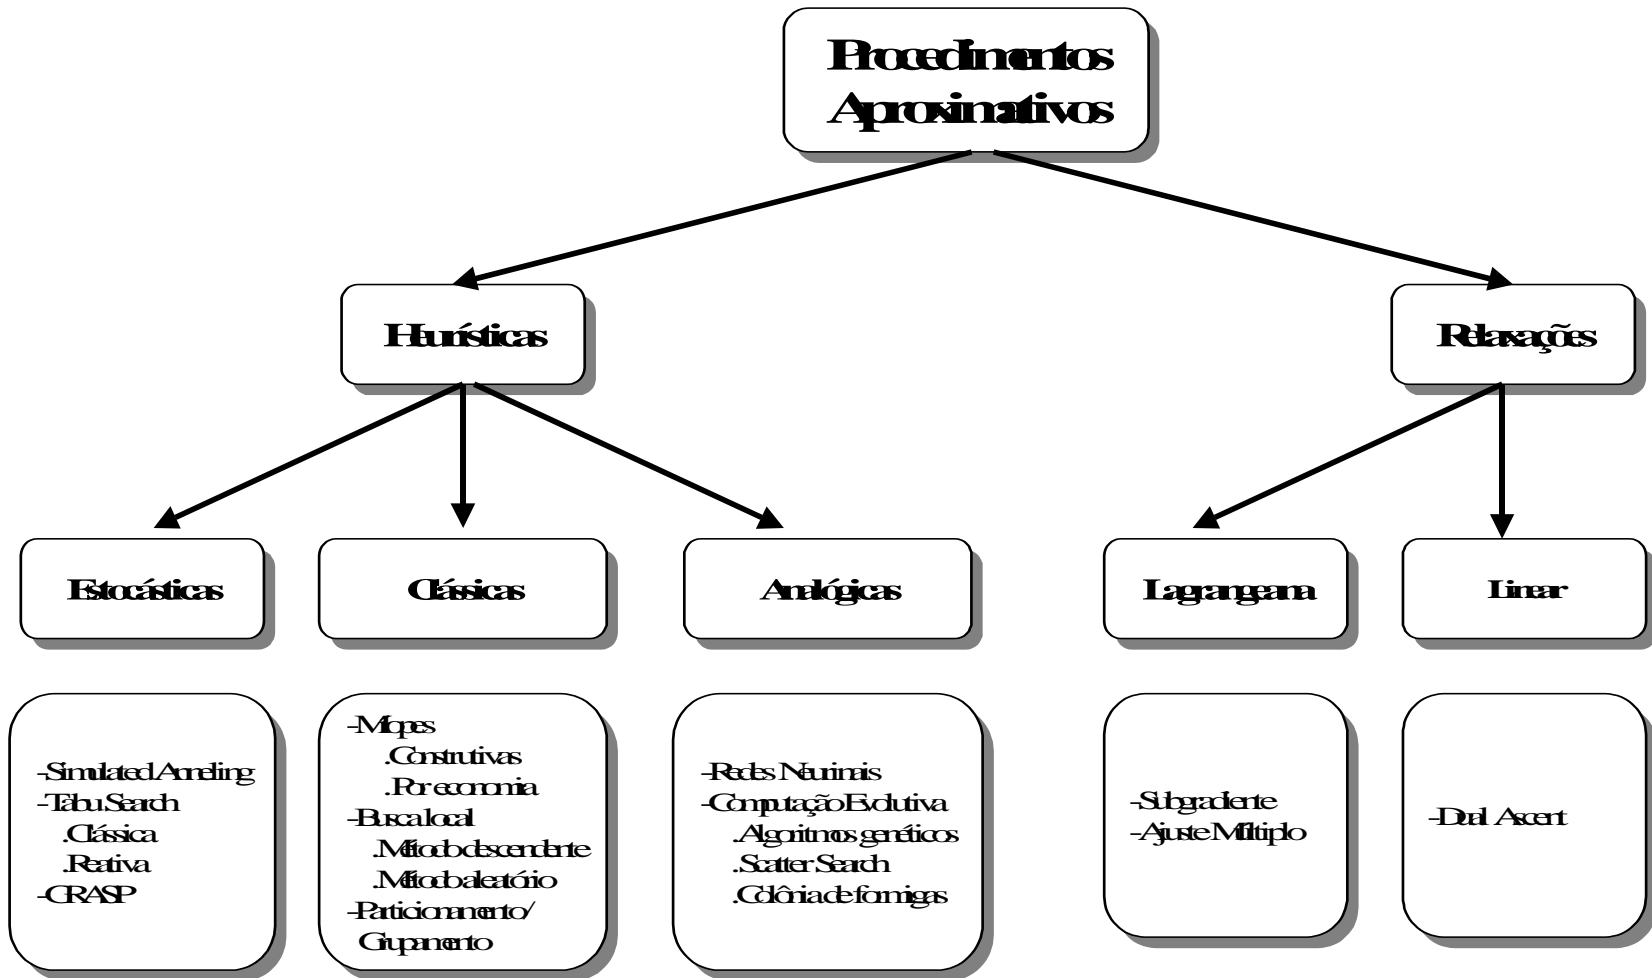 Procedimentos
Aproximativos
Heurísticas
Relaxações
Estocásticas
Clássicas
Analógicas
Lagrangeana
Linear
-Simulated Anneling
-Tabu Search
.Clássica
.Reativa
-GRASP
-Míopes
.Construtivas
.Por economia
-Busca local
.Método descendente
.Método aleatório
-Particionamento/
Grupamento
-Redes Neurinais
-Computação Evolutiva
.Algoritmos genéticos
.Scatter Search
.Colônia de formigas
-Subgradiente
-Ajuste Múltiplo
-Dual Ascent